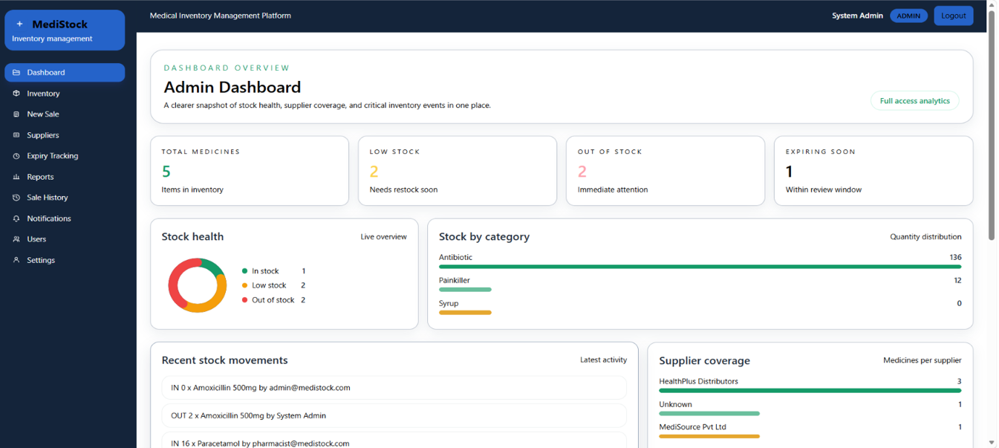 + MediStock
Inventory management
Medical Inventory Management Platform
System Admin
ADMIN
Logout
Dashboard
Inventory
New Sale
Suppliers
Expiry Tracking
Reports
Sale History
Notifications
Users
Settings
DASHBOARD OVERVIEW
Admin Dashboard
A clearer snapshot of stock health, supplier coverage, and critical inventory events in one place.
Full access analytics
TOTAL MEDICINES
5
Items in inventory
LOW STOCK
2
Needs restock soon
OUT OF STOCK
2
Immediate attention
EXPIRING SOON
1
Within review window
Stock health
Live overview
In stock 1
Low stock 2
Out of stock 2
Stock by category
Quantity distribution
Antibiotic 136
Painkiller 12
Syrup 0
Recent stock movements
Latest activity
IN 0 x Amoxicillin 500mg by admin@medistock.com
OUT 2 x Amoxicillin 500mg by System Admin
IN 16 x Paracetamol by pharmacist@medistock.com
Supplier coverage
Medicines per supplier
HealthPlus Distributors 3
Unknown 1
MediSource Pvt Ltd 1